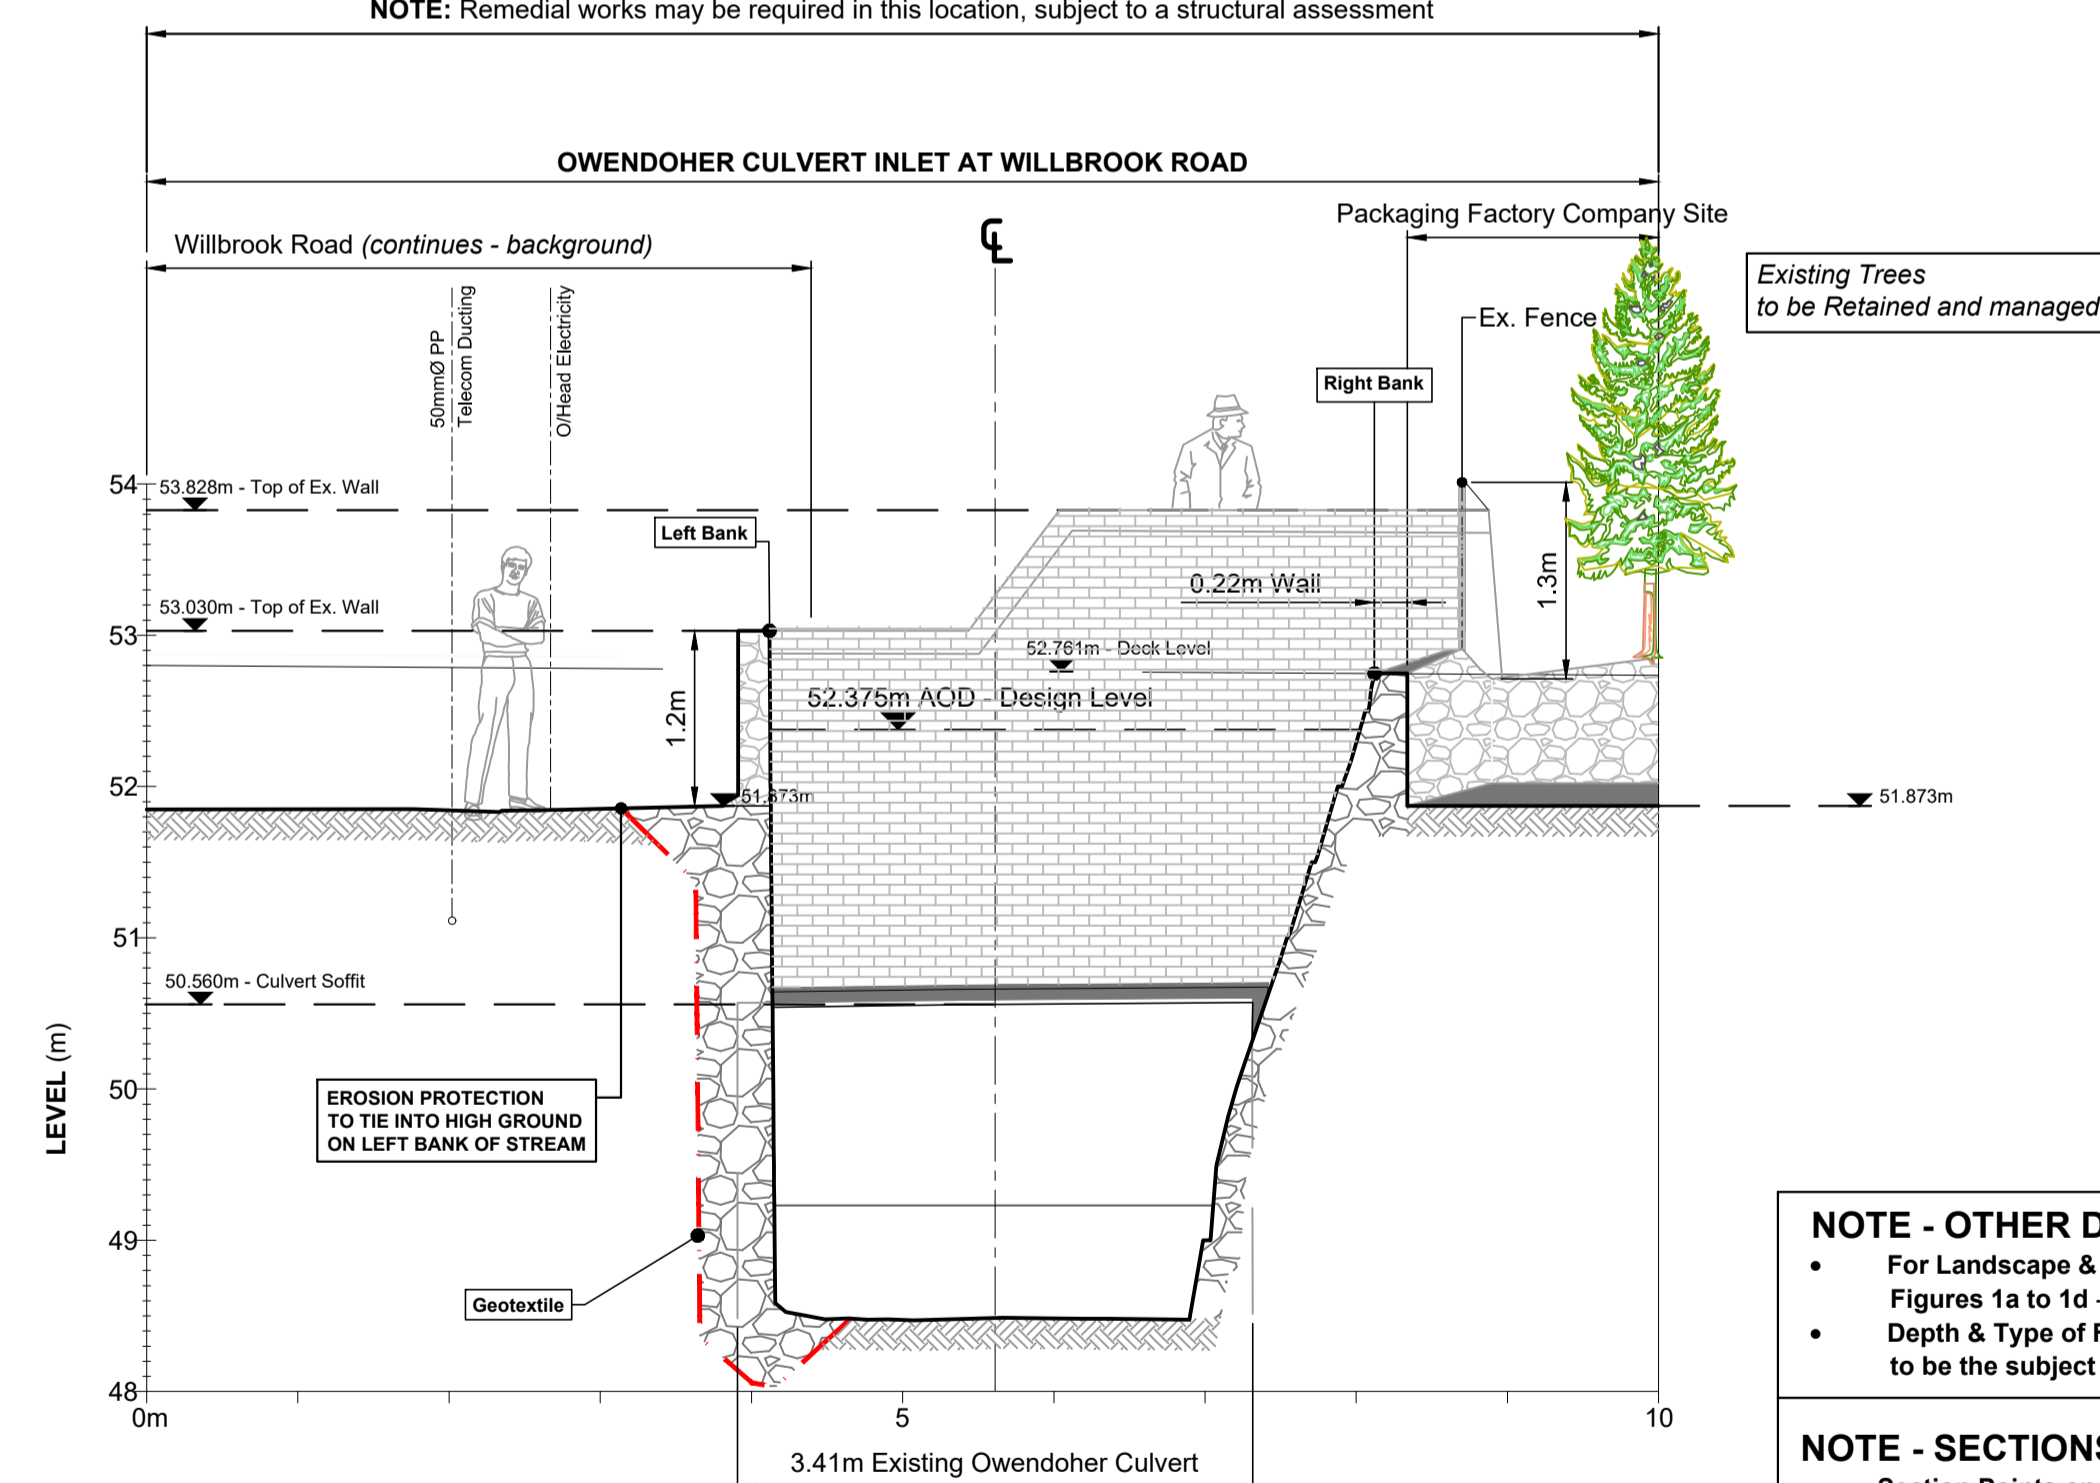 NOTE: Remedial works may be required in this location, subject to a structural assessment
OWENDOHER CULVERT INLET AT WILLBROOK ROAD
Packaging Factory Company Site
Willbrook Road (continues - background)
℄
Existing Trees
to be Retained and managed
Ex. Fence
50mmØ PP
Telecom Ducting
O/Head Electricity
Right Bank
54
53.828m - Top of Ex. Wall
Left Bank
1.3m
0.22m Wall
53.030m - Top of Ex. Wall
53
52.761m - Deck Level
52.375m AOD - Design Level
1.2m
52
51.873m
51.873m
51
50.560m - Culvert Soffit
LEVEL (m)
50
EROSION PROTECTION
TO TIE INTO HIGH GROUND
ON LEFT BANK OF STREAM
49
Geotextile
48
0m
5
10
3.41m Existing Owendoher Culvert
NOTE - OTHER D
• For Landscape &
Figures 1a to 1d -
• Depth & Type of F
to be the subject
NOTE - SECTIONS